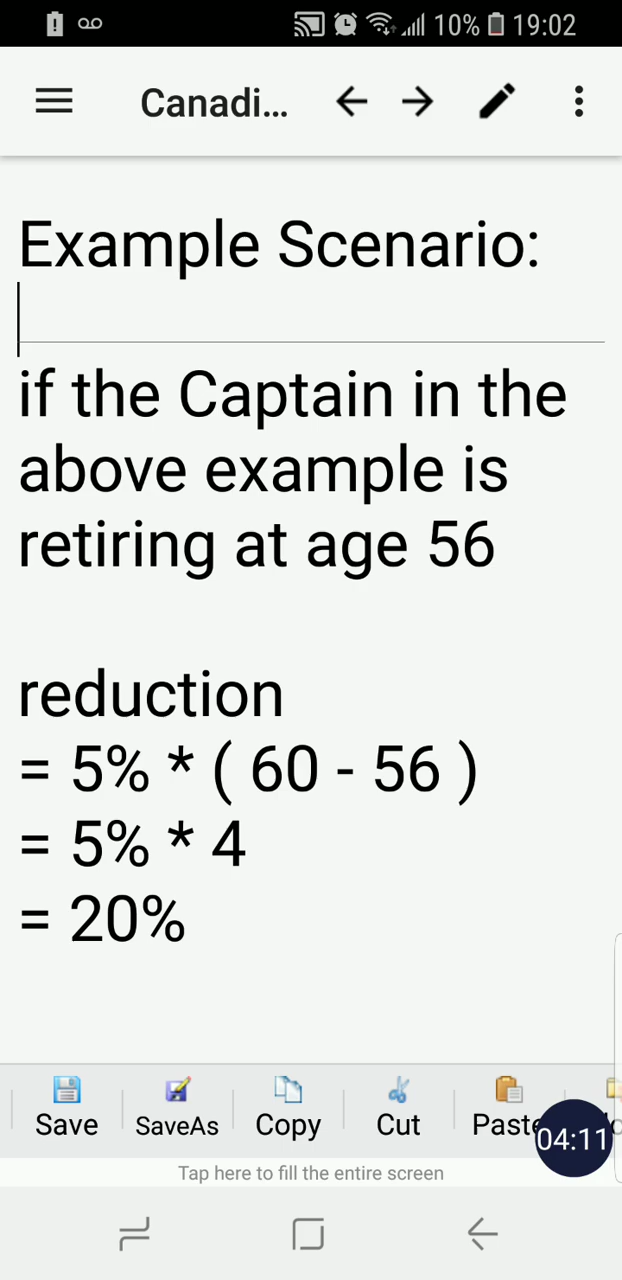 10% 19:02
Canadi...
Example Scenario:
if the Captain in the
above example is
retiring at age 56
reduction
= 5% * ( 60 - 56 )
= 5% * 4
= 20%
Save SaveAs Copy Cut Paste
04:11
Tap here to fill the entire screen